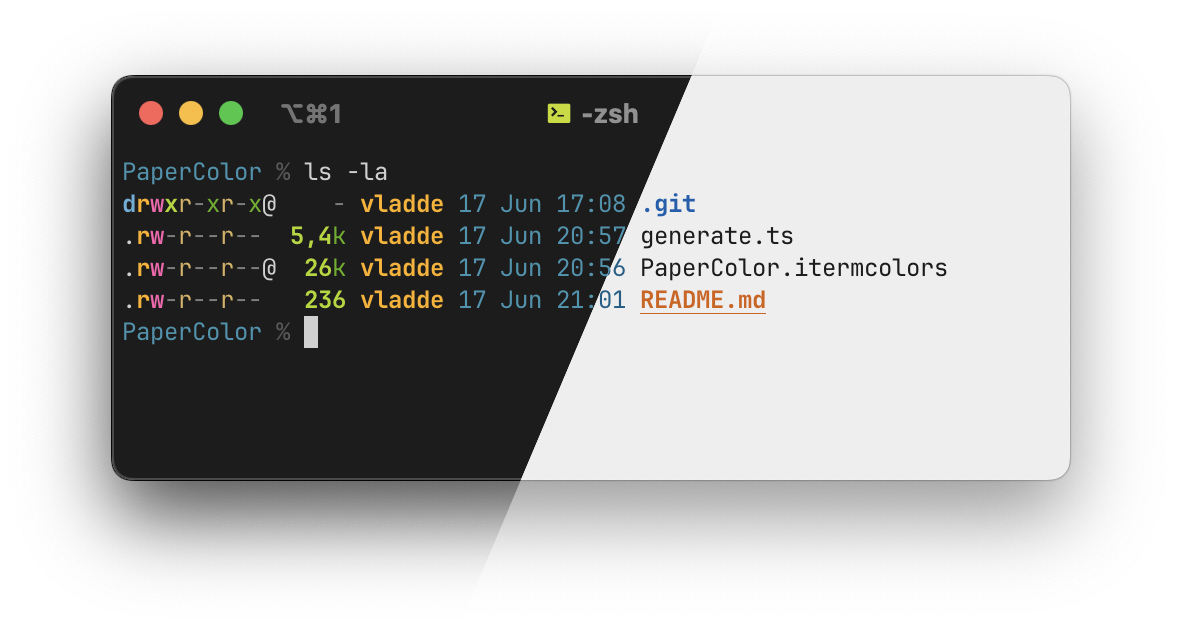 ⌥⌘1 -zsh
PaperColor % ls -la
drwxr-xr-x@    - vladde 17 Jun 17:08 .git
.rw-r--r--  5,4k vladde 17 Jun 20:57 generate.ts
.rw-r--r--@  26k vladde 17 Jun 20:56 PaperColor.itermcolors
.rw-r--r--   236 vladde 17 Jun 21:01 README.md
PaperColor %